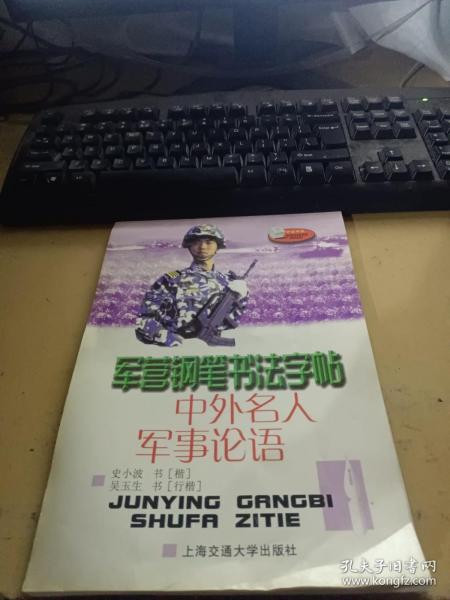 军营钢笔书法字帖
中外名人
军事论语
史小波 书[楷]
吴玉生 书[行楷]
JUNYING GANGBI
SHUFA ZITIE
上海交通大学出版社
孔夫子旧书网
www.kongfz.com